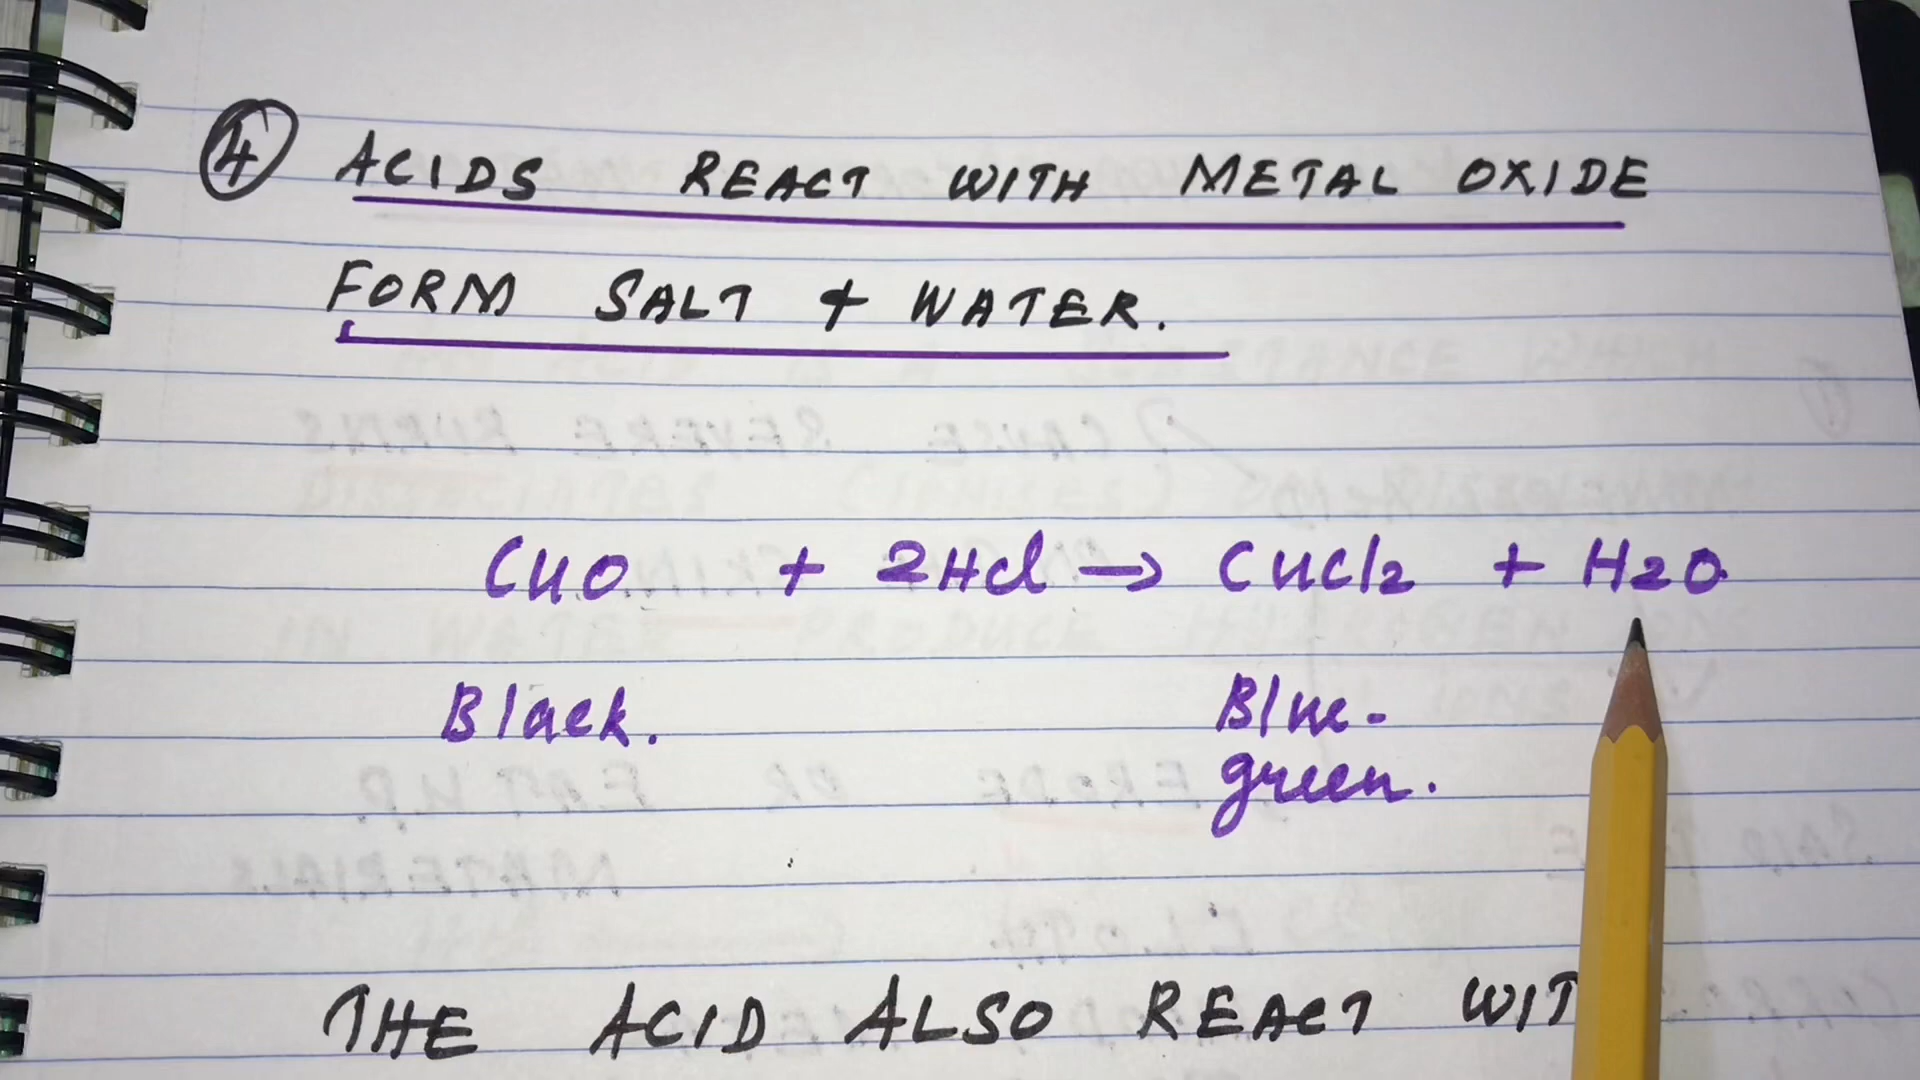 4 ACIDS REACT WITH METAL OXIDE
FORM SALT + WATER.
CuO + 2HCl → CuCl2 + H2O
Black. Blue-
green.
THE ACID ALSO REACT WIT